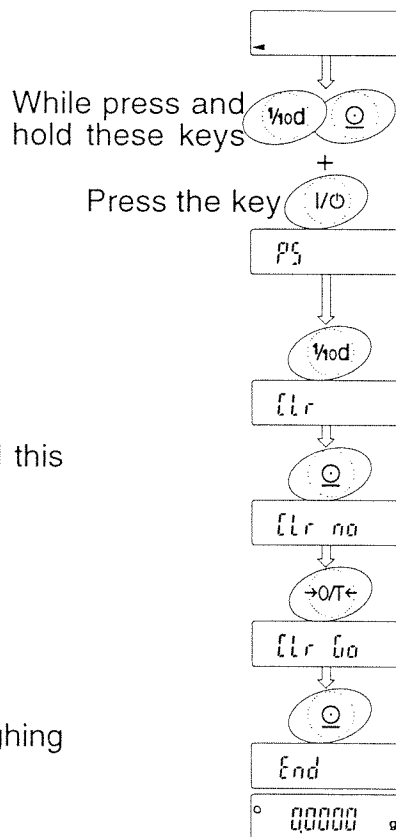 While press and
hold these keys
1/10d
+
Press the key
I/⏻
PS
1/10d
Clr
this
Clr no
→0/T←
Clr Go
ghing
End
0.0000 g